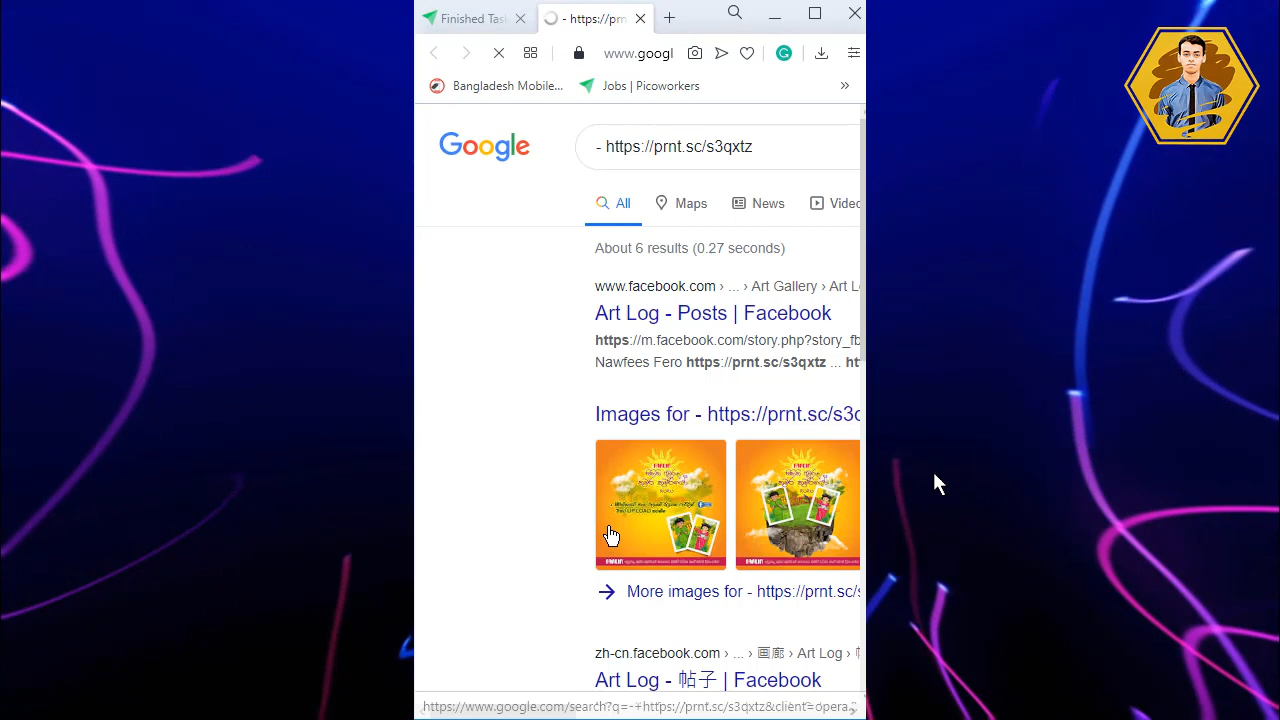 Finished Tas
- https://prn
www.googl
Bangladesh Mobile...
Jobs | Picoworkers
»
Google
- https://prnt.sc/s3qxtz
All
Maps
News
Video
About 6 results (0.27 seconds)
www.facebook.com › ... › Art Gallery › Art L
Art Log - Posts | Facebook
https://m.facebook.com/story.php?story_fb
Nawfees Fero https://prnt.sc/s3qxtz ... ht
Images for - https://prnt.sc/s3q
More images for - https://prnt.sc/s
zh-cn.facebook.com › ... › 画廊 › Art Log ›
Art Log - 帖子 | Facebook
https://www.google.com/search?q=-+https://prnt.sc/s3qxtz&client=opera